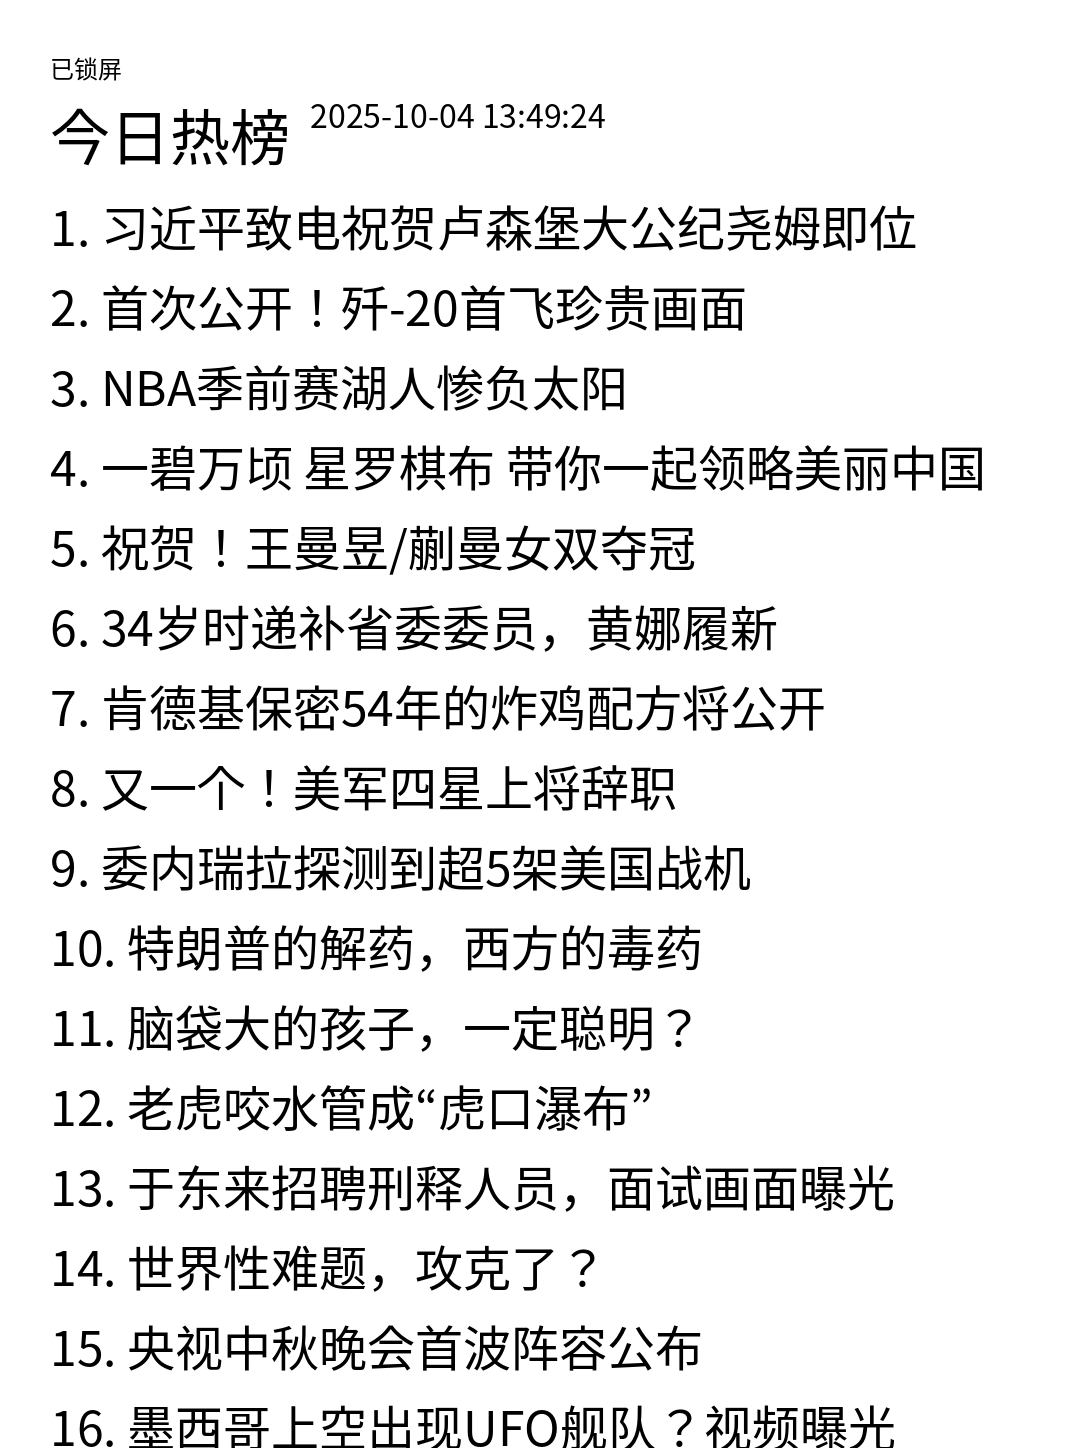 已锁屏
今日热榜 2025-10-04 13:49:24
1. 习近平致电祝贺卢森堡大公纪尧姆即位
2. 首次公开！歼-20首飞珍贵画面
3. NBA季前赛湖人惨负太阳
4. 一碧万顷 星罗棋布 带你一起领略美丽中国
5. 祝贺！王曼昱/蒯曼女双夺冠
6. 34岁时递补省委委员，黄娜履新
7. 肯德基保密54年的炸鸡配方将公开
8. 又一个！美军四星上将辞职
9. 委内瑞拉探测到超5架美国战机
10. 特朗普的解药，西方的毒药
11. 脑袋大的孩子，一定聪明？
12. 老虎咬水管成“虎口瀑布”
13. 于东来招聘刑释人员，面试画面曝光
14. 世界性难题，攻克了？
15. 央视中秋晚会首波阵容公布
16. 墨西哥上空出现UFO舰队？视频曝光